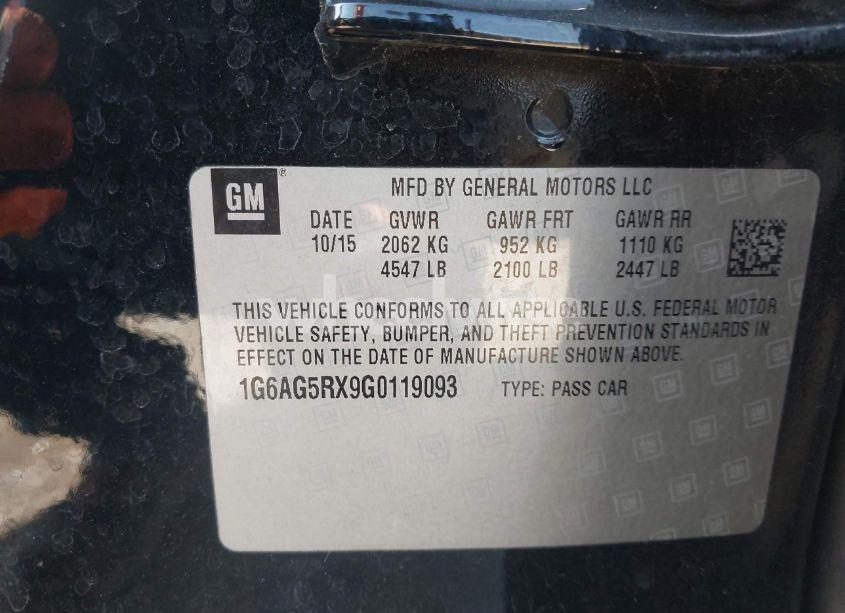 GM®
MFD BY GENERAL MOTORS LLC
DATE GVWR GAWR FRT GAWR RR
10/15 2062 KG 952 KG 1110 KG
4547 LB 2100 LB 2447 LB
THIS VEHICLE CONFORMS TO ALL APPLICABLE U.S. FEDERAL MOTOR
VEHICLE SAFETY, BUMPER, AND THEFT PREVENTION STANDARDS IN
EFFECT ON THE DATE OF MANUFACTURE SHOWN ABOVE.
1G6AG5RX9G0119093 TYPE: PASS CAR